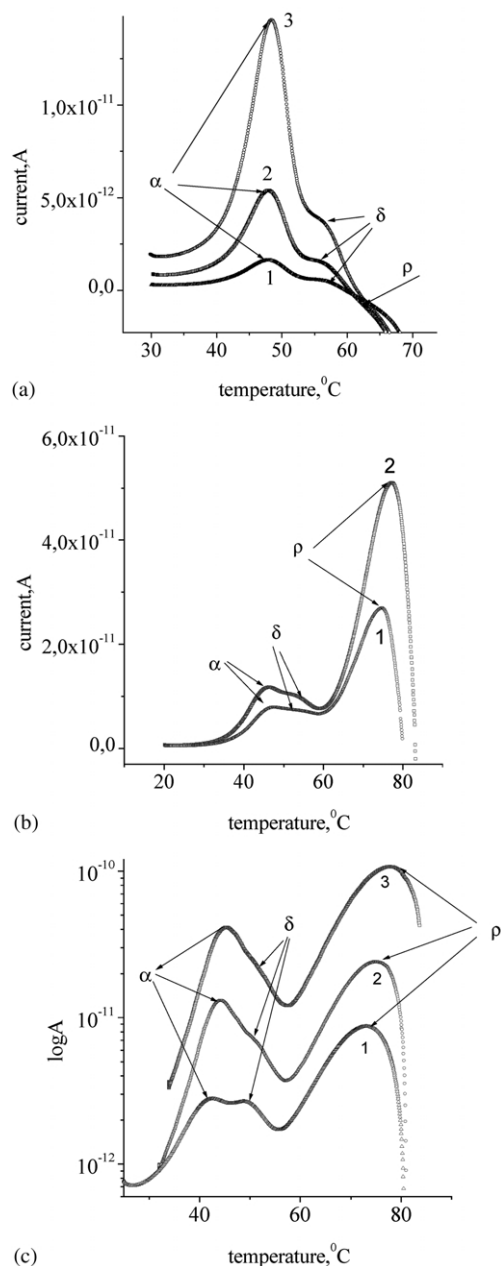 3
1,0x10⁻¹¹
α
2
5,0x10⁻¹²
δ
1
ρ
0,0
current,A
30 40 50 60 70
temperature,⁰C
(a)
6,0x10⁻¹¹
2
4,0x10⁻¹¹
ρ
1
2,0x10⁻¹¹
α δ
0,0
current,A
20 40 60 80
temperature,⁰C
(b)
10⁻¹⁰
3
δ
α
ρ
2
10⁻¹¹
1
10⁻¹²
logA
40 60 80
temperature,⁰C
(c)